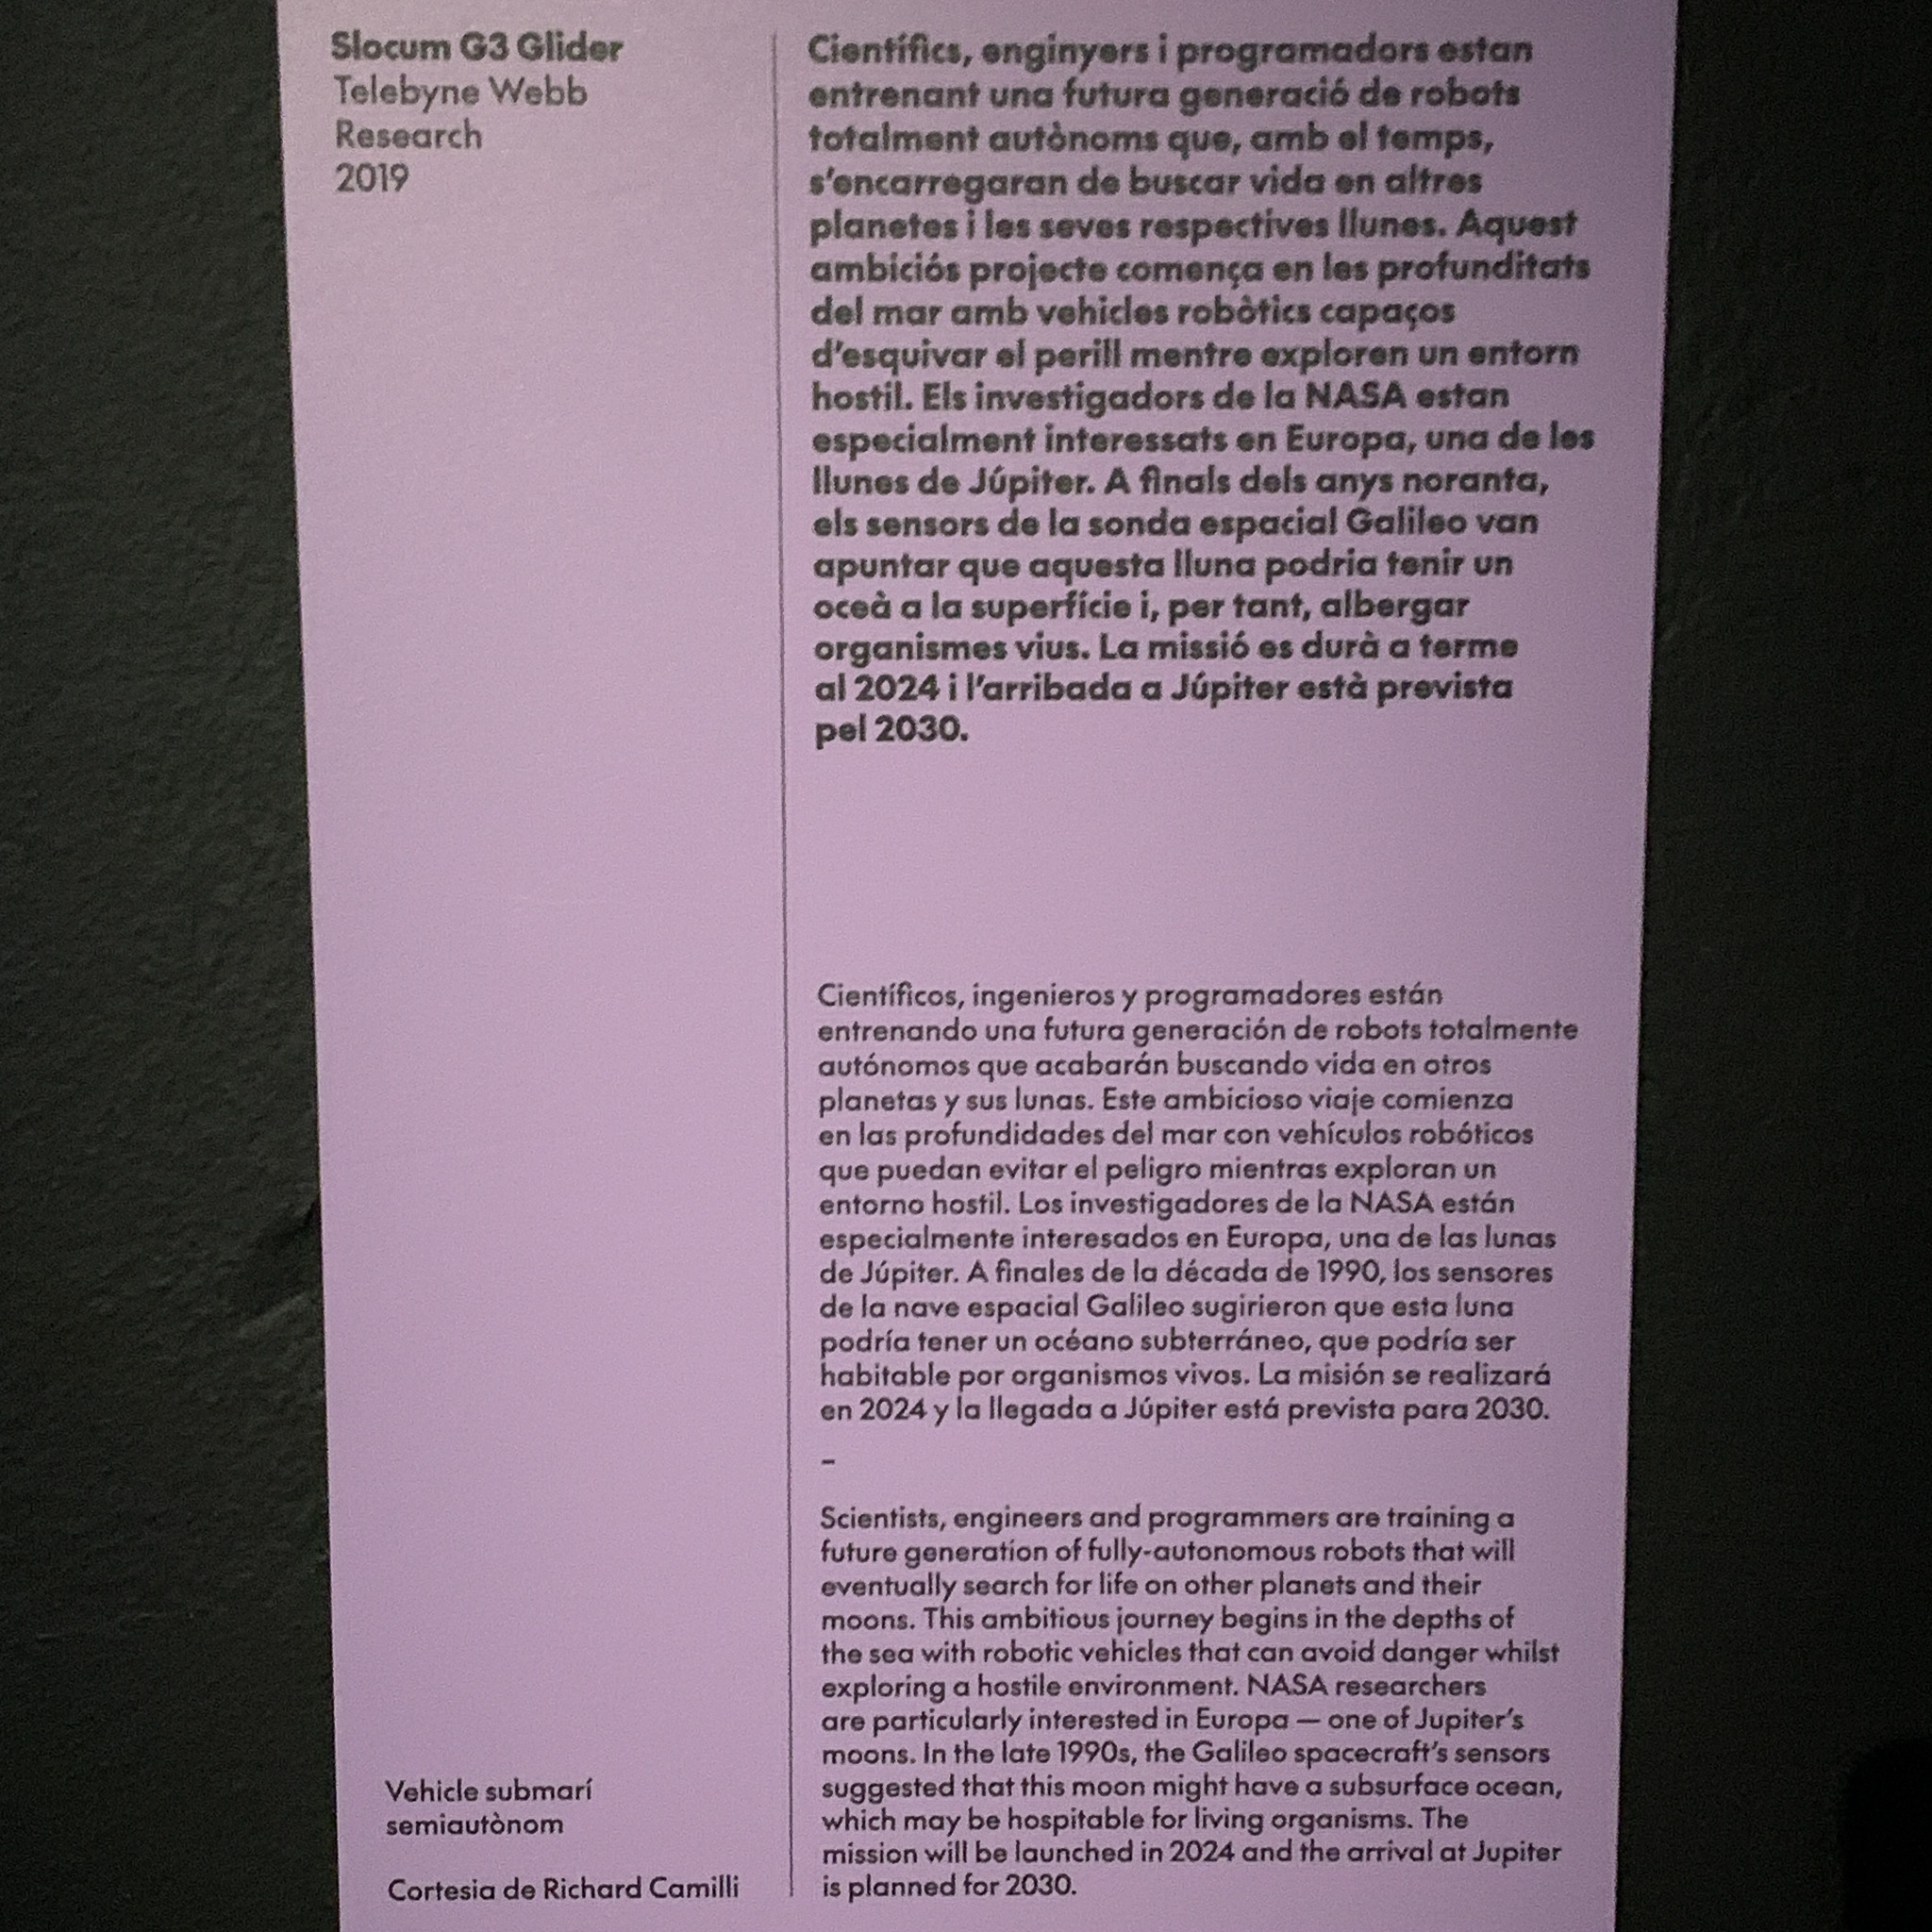 Slocum G3 Glider
Telebyne Webb
Research
2019
Vehicle submarí
semiautònom
Cortesia de Richard Camilli
Científics, enginyers i programadors estan
entrenant una futura generació de robots
totalment autònoms que, amb el temps,
s'encarregaran de buscar vida en altres
planetes i les seves respectives llunes. Aquest
ambiciós projecte comença en les profunditats
del mar amb vehicles robòtics capaços
d'esquivar el perill mentre exploren un entorn
hostil. Els investigadors de la NASA estan
especialment interessats en Europa, una de les
llunes de Júpiter. A finals dels anys noranta,
els sensors de la sonda espacial Galileo van
apuntar que aquesta lluna podria tenir un
oceà a la superfície i, per tant, albergar
organismes vius. La missió es durà a terme
al 2024 i l'arribada a Júpiter està prevista
pel 2030.
Científicos, ingenieros y programadores están
entrenando una futura generación de robots totalmente
autónomos que acabarán buscando vida en otros
planetas y sus lunas. Este ambicioso viaje comienza
en las profundidades del mar con vehículos robóticos
que puedan evitar el peligro mientras exploran un
entorno hostil. Los investigadores de la NASA están
especialmente interesados en Europa, una de las lunas
de Júpiter. A finales de la década de 1990, los sensores
de la nave espacial Galileo sugirieron que esta luna
podría tener un océano subterráneo, que podría ser
habitable por organismos vivos. La misión se realizará
en 2024 y la llegada a Júpiter está prevista para 2030.
–
Scientists, engineers and programmers are training a
future generation of fully-autonomous robots that will
eventually search for life on other planets and their
moons. This ambitious journey begins in the depths of
the sea with robotic vehicles that can avoid danger whilst
exploring a hostile environment. NASA researchers
are particularly interested in Europa — one of Jupiter's
moons. In the late 1990s, the Galileo spacecraft's sensors
suggested that this moon might have a subsurface ocean,
which may be hospitable for living organisms. The
mission will be launched in 2024 and the arrival at Jupiter
is planned for 2030.